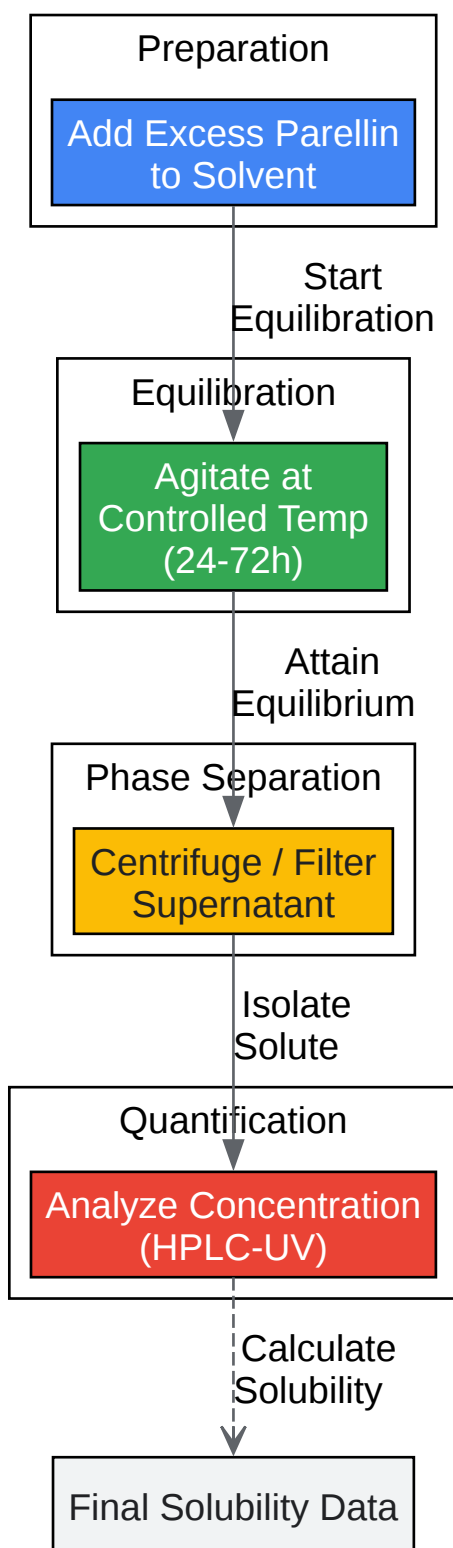 Preparation
Add Excess Parellin
to Solvent
Start
Equilibration
Equilibration
Agitate at
Controlled Temp
(24-72h)
Attain
Equilibrium
Phase Separation
Centrifuge / Filter
Supernatant
Isolate
Solute
Quantification
Analyze Concentration
(HPLC-UV)
Calculate
Solubility
Final Solubility Data